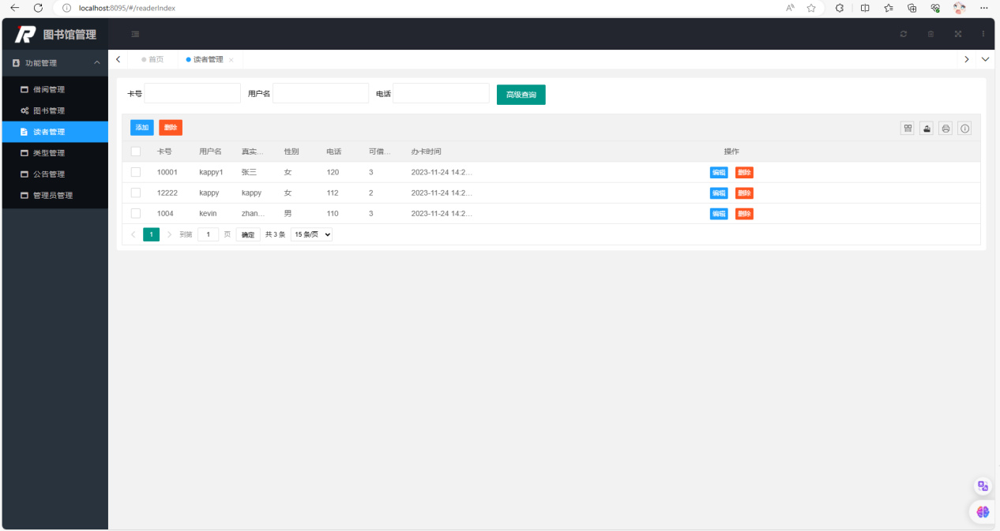 localhost:8095/#/readerIndex
图书馆管理
功能管理
借阅管理
图书管理
读者管理
类型管理
公告管理
管理员管理
首页 读者管理
卡号 用户名 电话 高级查询
添加 删除
卡号 用户名 真实... 性别 电话 可借... 办卡时间 操作
10001 kappy1 张三 女 120 3 2023-11-24 14:2... 编辑 删除
12222 kappy kappy 女 112 2 2023-11-24 14:2... 编辑 删除
1004 kevin zhan... 男 110 3 2023-11-24 14:2... 编辑 删除
1 到第 1 页 确定 共 3 条 15 条/页